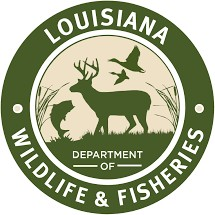 LOUISIANA
DEPARTMENT
OF
WILDLIFE & FISHERIES